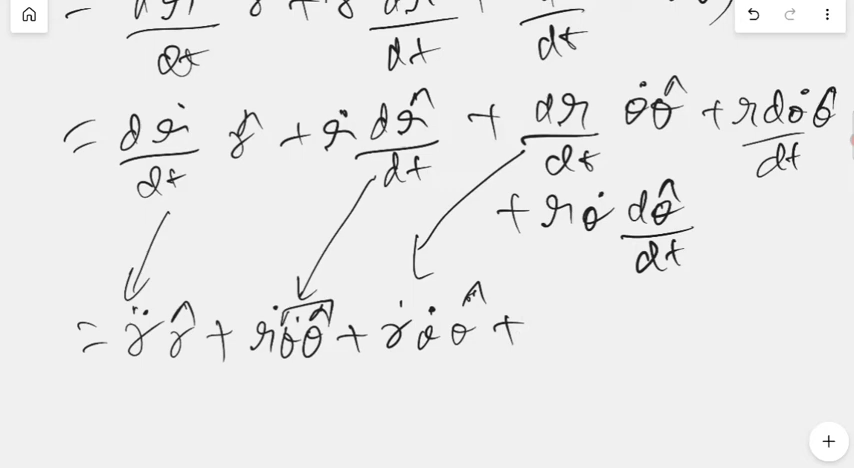 = dṙ/dt r̂ + ṙ dr̂/dt + dr/dt θ̇θ̂ + r dθ̇θ̂/dt
+ rθ̇ dθ̂/dt
= r̈r̂ + ṙθ̇θ̂ + ṙθ̇θ̂ +